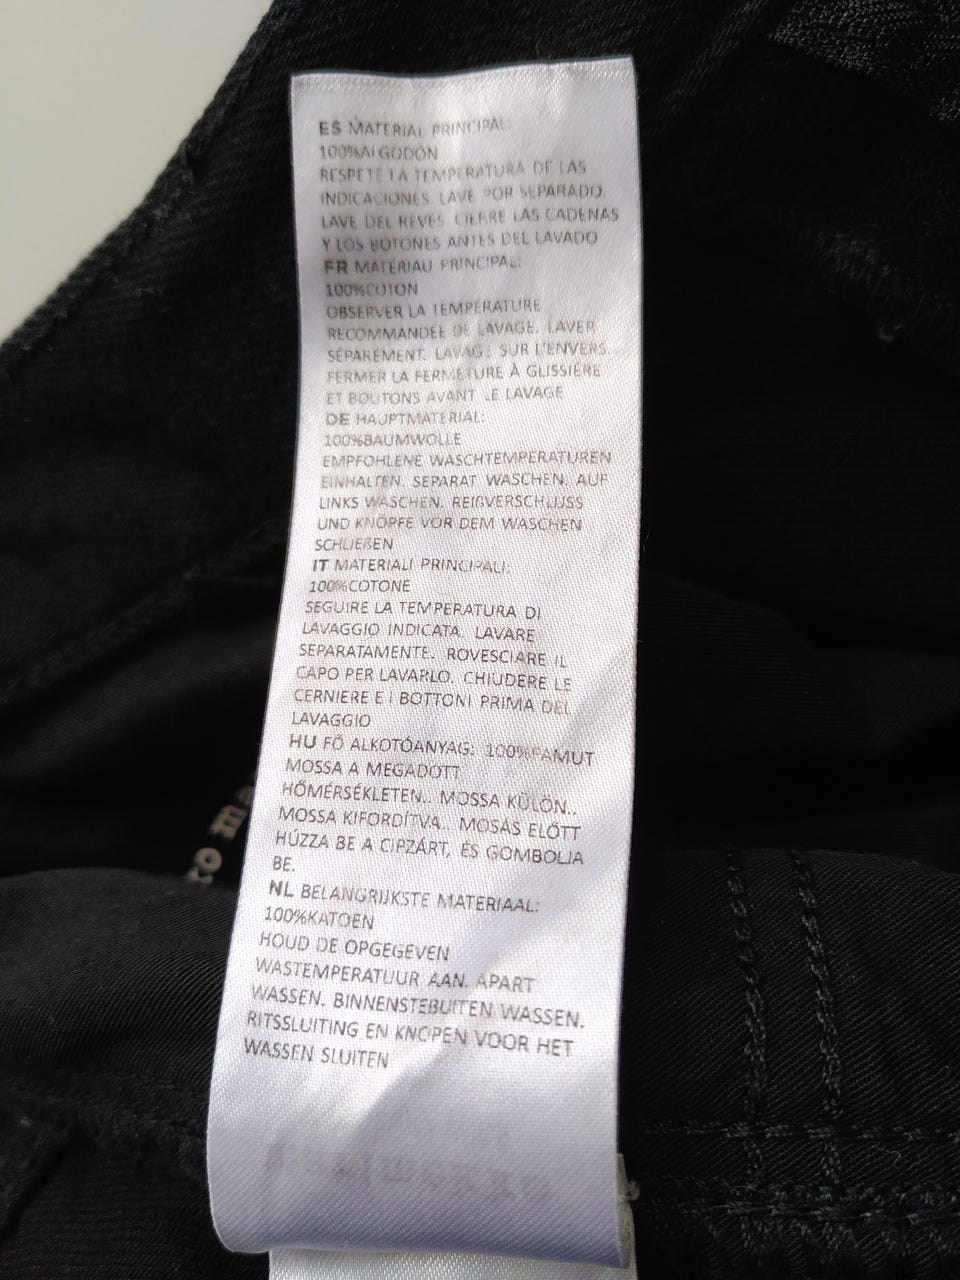 ES MATERIAL PRINCIPAL:
100%ALGODÓN
RESPETE LA TEMPERATURA DE LAS
INDICACIONES. LAVE POR SEPARADO.
LAVE DEL REVES. CIERRE LAS CADENAS
Y LOS BOTONES ANTES DEL LAVADO
FR MATÉRIAU PRINCIPAL:
100%COTON
OBSERVER LA TEMPÉRATURE
RECOMMANDÉE DE LAVAGE. LAVER
SÉPARÉMENT. LAVAGE SUR L'ENVERS.
FERMER LA FERMETURE À GLISSIÈRE
ET BOUTONS AVANT LE LAVAGE
DE HAUPTMATERIAL:
100%BAUMWOLLE
EMPFOHLENE WASCHTEMPERATUREN
EINHALTEN. SEPARAT WASCHEN. AUF
LINKS WASCHEN. REIßVERSCHLUSS
UND KNÖPFE VOR DEM WASCHEN
SCHLIEßEN
IT MATERIALI PRINCIPALI:
100%COTONE
SEGUIRE LA TEMPERATURA DI
LAVAGGIO INDICATA. LAVARE
SEPARATAMENTE. ROVESCIARE IL
CAPO PER LAVARLO. CHIUDERE LE
CERNIERE E I BOTTONI PRIMA DEL
LAVAGGIO
HU FŐ ALKOTÓANYAG: 100%PAMUT
MOSSA A MEGADOTT
HŐMÉRSÉKLETEN.. MOSSA KÜLÖN..
MOSSA KIFORDÍTVA.. MOSÁS ELŐTT
HÚZZA BE A CIPZÁRT, ÉS GOMBOLJA
BE.
NL BELANGRIJKSTE MATERIAAL:
100%KATOEN
HOUD DE OPGEGEVEN
WASTEMPERATUUR AAN. APART
WASSEN. BINNENSTEBUITEN WASSEN.
RITSSLUITING EN KNOPEN VOOR HET
WASSEN SLUITEN